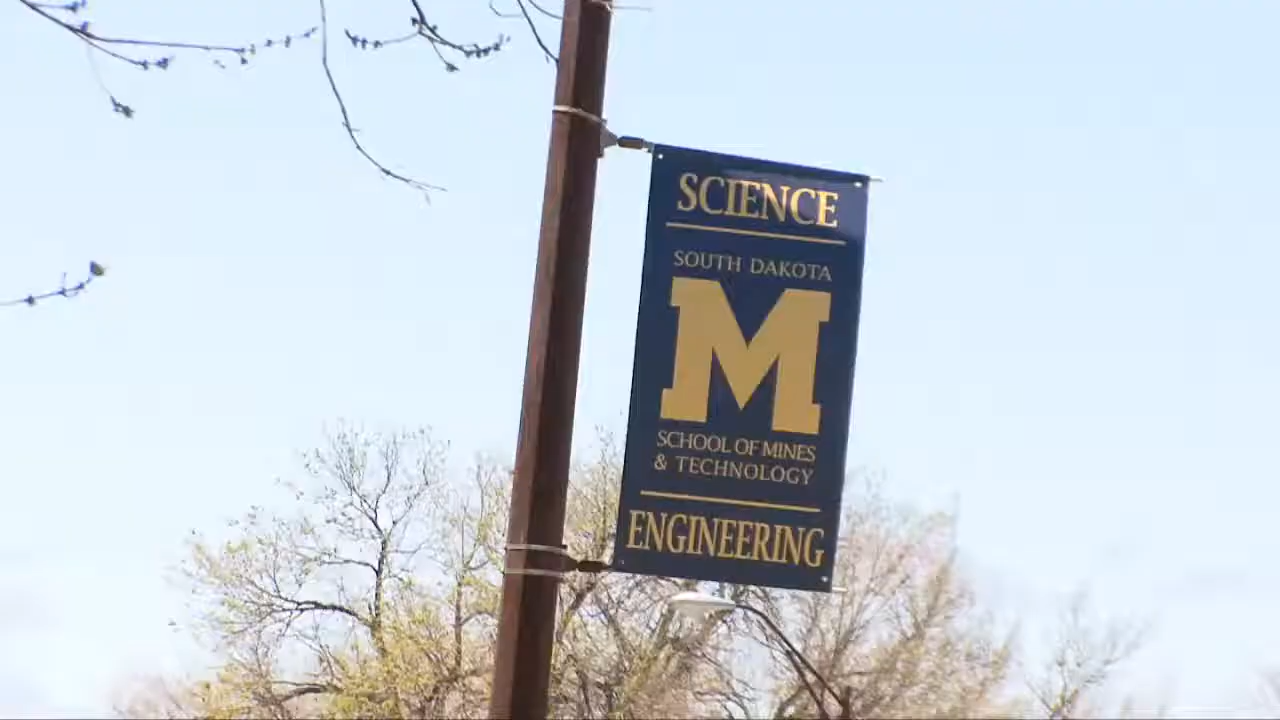 SCIENCE
SOUTH DAKOTA
M
SCHOOL OF MINES
& TECHNOLOGY
ENGINEERING